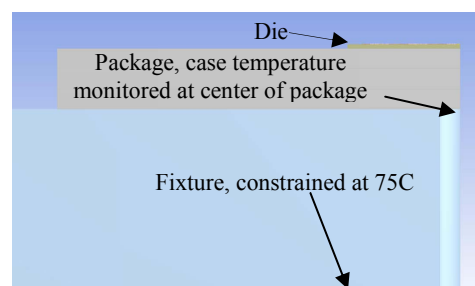 Die
Package, case temperature
monitored at center of package
Fixture, constrained at 75C